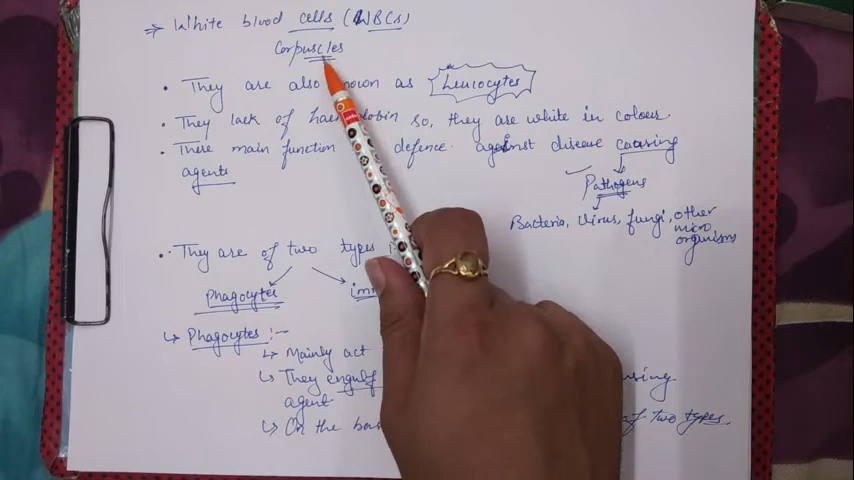 ⇒ White blood cells (WBCs)
Corpuscles
• They are also known as Leucocytes
• They lack of haemoglobin so, they are white in colour.
• These main function defence against disease causing
agents
Pathogens
Bacteria, Virus, fungi, other
micro
organisms
• They are of two types :-
Phagocytes
↳ Phagocytes :-
↳ Mainly act
↳ They engulf
agent.
↳ On the of two types.